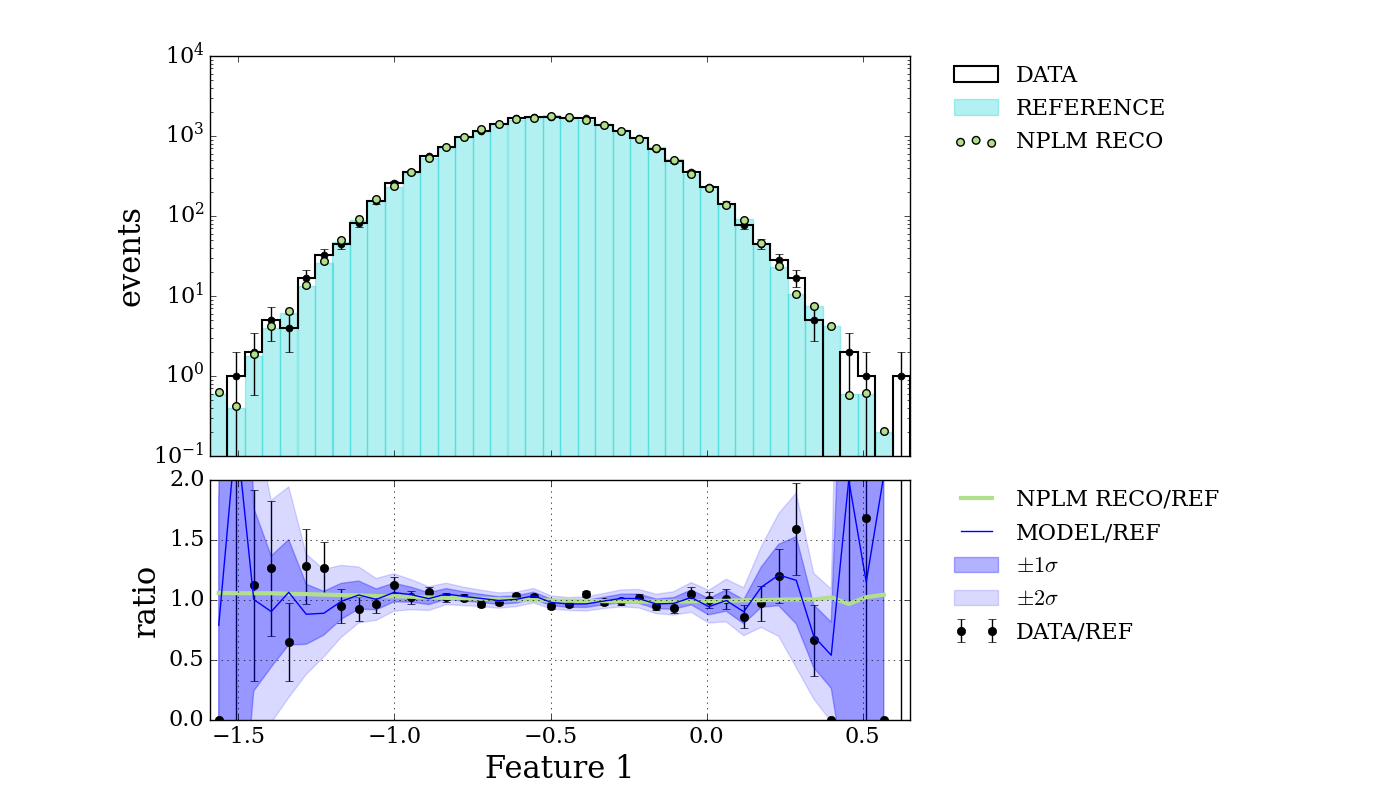 10⁴
10³
10²
10¹
10⁰
10⁻¹
events
DATA
REFERENCE
NPLM RECO
2.0
1.5
1.0
0.5
0.0
ratio
−1.5 −1.0 −0.5 0.0 0.5
Feature 1
NPLM RECO/REF
MODEL/REF
±1σ
±2σ
DATA/REF